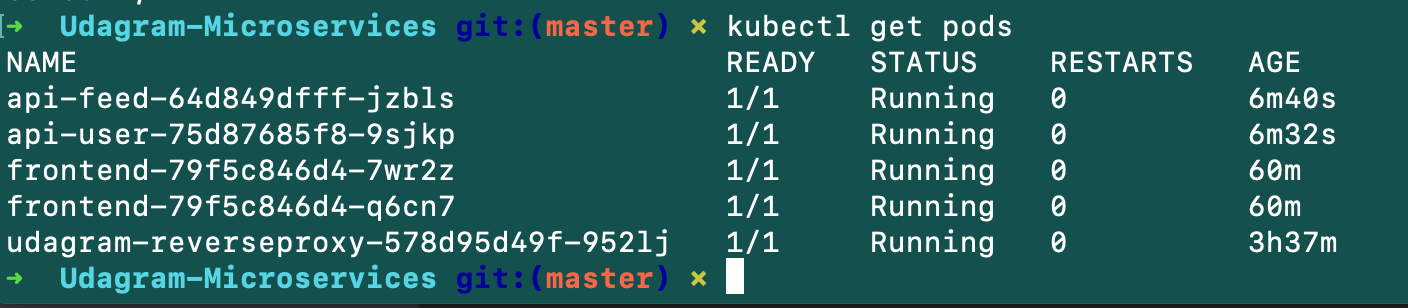 ➜  Udagram-Microservices git:(master) ✗ kubectl get pods
NAME                                    READY   STATUS    RESTARTS   AGE
api-feed-64d849dfff-jzbls               1/1     Running   0          6m40s
api-user-75d87685f8-9sjkp               1/1     Running   0          6m32s
frontend-79f5c846d4-7wr2z               1/1     Running   0          60m
frontend-79f5c846d4-q6cn7               1/1     Running   0          60m
udagram-reverseproxy-578d95d49f-952lj   1/1     Running   0          3h37m
➜  Udagram-Microservices git:(master) ✗